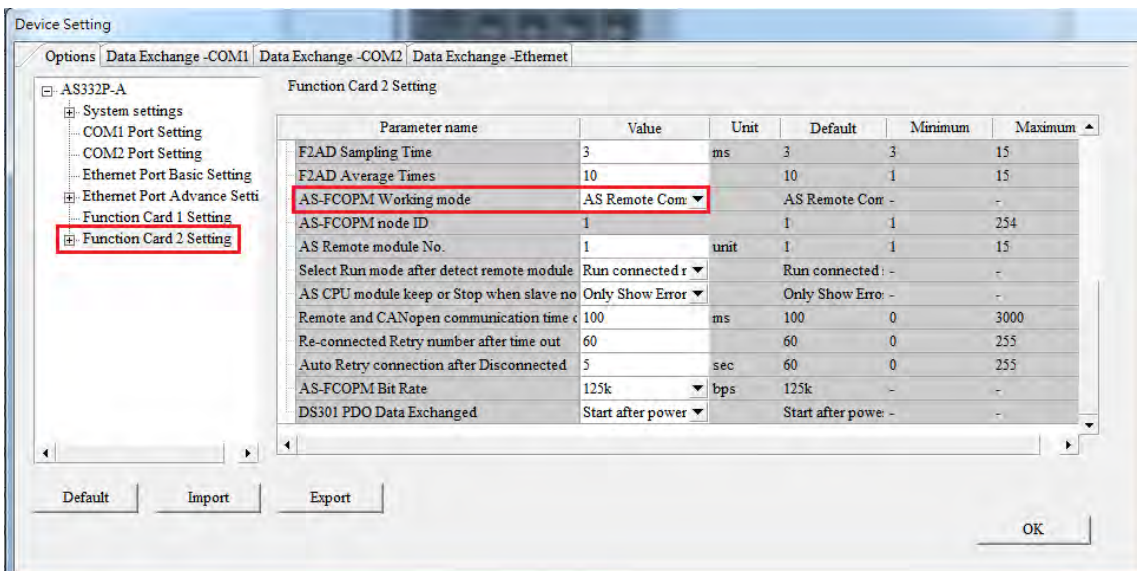 Device Setting
Options Data Exchange -COM1 Data Exchange -COM2 Data Exchange -Ethernet
AS332P-A
System settings
COM1 Port Setting
COM2 Port Setting
Ethernet Port Basic Setting
Ethernet Port Advance Setti
Function Card 1 Setting
Function Card 2 Setting
Function Card 2 Setting
Parameter name Value Unit Default Minimum Maximum
F2AD Sampling Time 3 ms 3 3 15
F2AD Average Times 10 10 1 15
AS-FCOPM Working mode AS Remote Com AS Remote Com - -
AS-FCOPM node ID 1 1 1 254
AS Remote module No. 1 unit 1 1 15
Select Run mode after detect remote module Run connected r Run connected - -
AS CPU module keep or Stop when slave no Only Show Error Only Show Erro - -
Remote and CANopen communication time 100 ms 100 0 3000
Re-connected Retry number after time out 60 60 0 255
Auto Retry connection after Disconnected 5 sec 60 0 255
AS-FCOPM Bit Rate 125k bps 125k - -
DS301 PDO Data Exchanged Start after power Start after powe - -
Default Import Export
OK